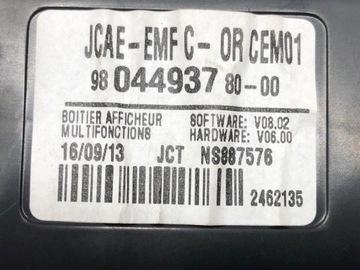 JCAE-EMF C- OR CEM01
98 044937 80-00
BOITIER AFFICHEUR SOFTWARE: V08.02
MULTIFONCTIONS HARDWARE: V06.00
16/09/13 JCT NS987576
2462135